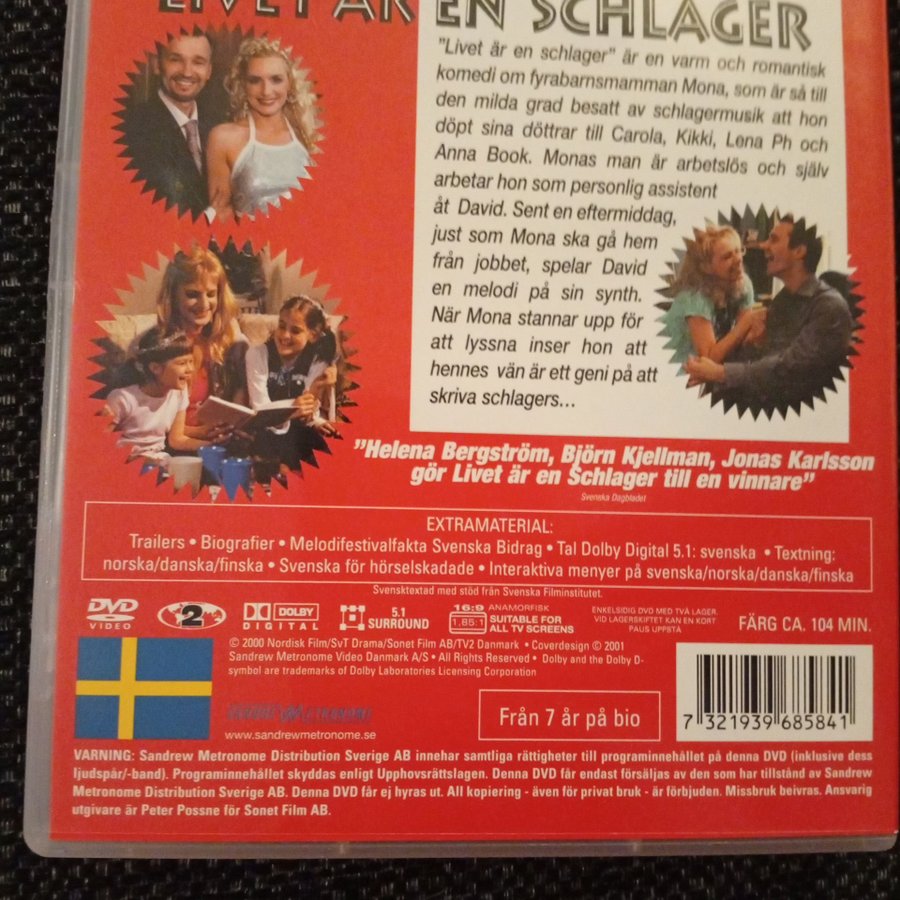 LIVET ÄR EN SCHLAGER
"Livet är en schlager" är en varm och romantisk
komedi om fyrabarnsmamman Mona, som är så till
den milda grad besatt av schlagermusik att hon
döpt sina döttrar till Carola, Kikki, Lena Ph och
Anna Book. Monas man är arbetslös och själv
arbetar hon som personlig assistent
åt David. Sent en eftermiddag,
just som Mona ska gå hem
från jobbet, spelar David
en melodi på sin synth.
När Mona stannar upp för
att lyssna inser hon att
hennes vän är ett geni på att
skriva schlagers...
"Helena Bergström, Björn Kjellman, Jonas Karlsson
gör Livet är en Schlager till en vinnare"
Svenska Dagbladet
EXTRAMATERIAL:
Trailers • Biografier • Melodifestivalfakta Svenska Bidrag • Tal Dolby Digital 5.1: svenska • Textning:
norska/danska/finska • Svenska för hörselskadade • Interaktiva menyer på svenska/norska/danska/finska
Svensktextad med stöd från Svenska Filminstitutet.
DVD VIDEO
2
DOLBY DIGITAL
5.1 SURROUND
16:9 1,85:1 ANAMORFISK SUITABLE FOR ALL TV SCREENS
ENKELSIDIG DVD MED TVÅ LAGER.
VID LAGERSKIFTET KAN EN KORT
PAUS UPPSTÅ
FÄRG CA. 104 MIN.
© 2000 Nordisk Film/SvT Drama/Sonet Film AB/TV2 Danmark • Coverdesign © 2001
Sandrew Metronome Video Danmark A/S • All Rights Reserved • Dolby and the Dolby D-
symbol are trademarks of Dolby Laboratories Licensing Corporation
SANDREW METRONOME
www.sandrewmetronome.se
Från 7 år på bio
7 321939 685841
VARNING: Sandrew Metronome Distribution Sverige AB innehar samtliga rättigheter till programinnehållet på denna DVD (inklusive dess
ljudspår/-band). Programinnehållet skyddas enligt Upphovsrättslagen. Denna DVD får endast försäljas av den som har tillstånd av Sandrew
Metronome Distribution Sverige AB. Denna DVD får ej hyras ut. All kopiering - även för privat bruk - är förbjuden. Missbruk beivras. Ansvarig
utgivare är Peter Possne för Sonet Film AB.